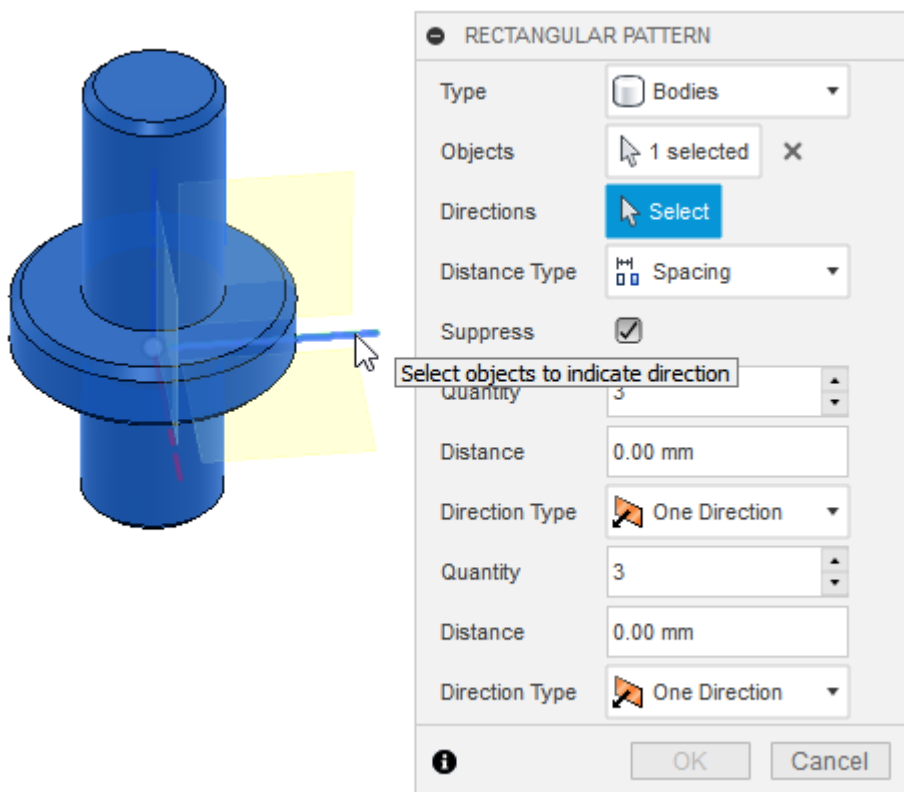 RECTANGULAR PATTERN
Type Bodies
Objects 1 selected
Directions Select
Distance Type Spacing
Suppress
Select objects to indicate direction
Quantity 3
Distance 0.00 mm
Direction Type One Direction
Quantity 3
Distance 0.00 mm
Direction Type One Direction
OK Cancel